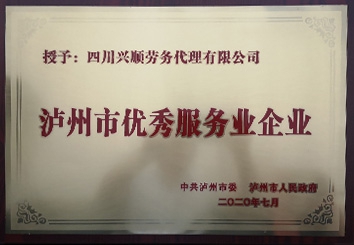 授予：四川兴顺劳务代理有限公司
泸州市优秀服务业企业
中共泸州市委 泸州市人民政府
二〇二〇年七月